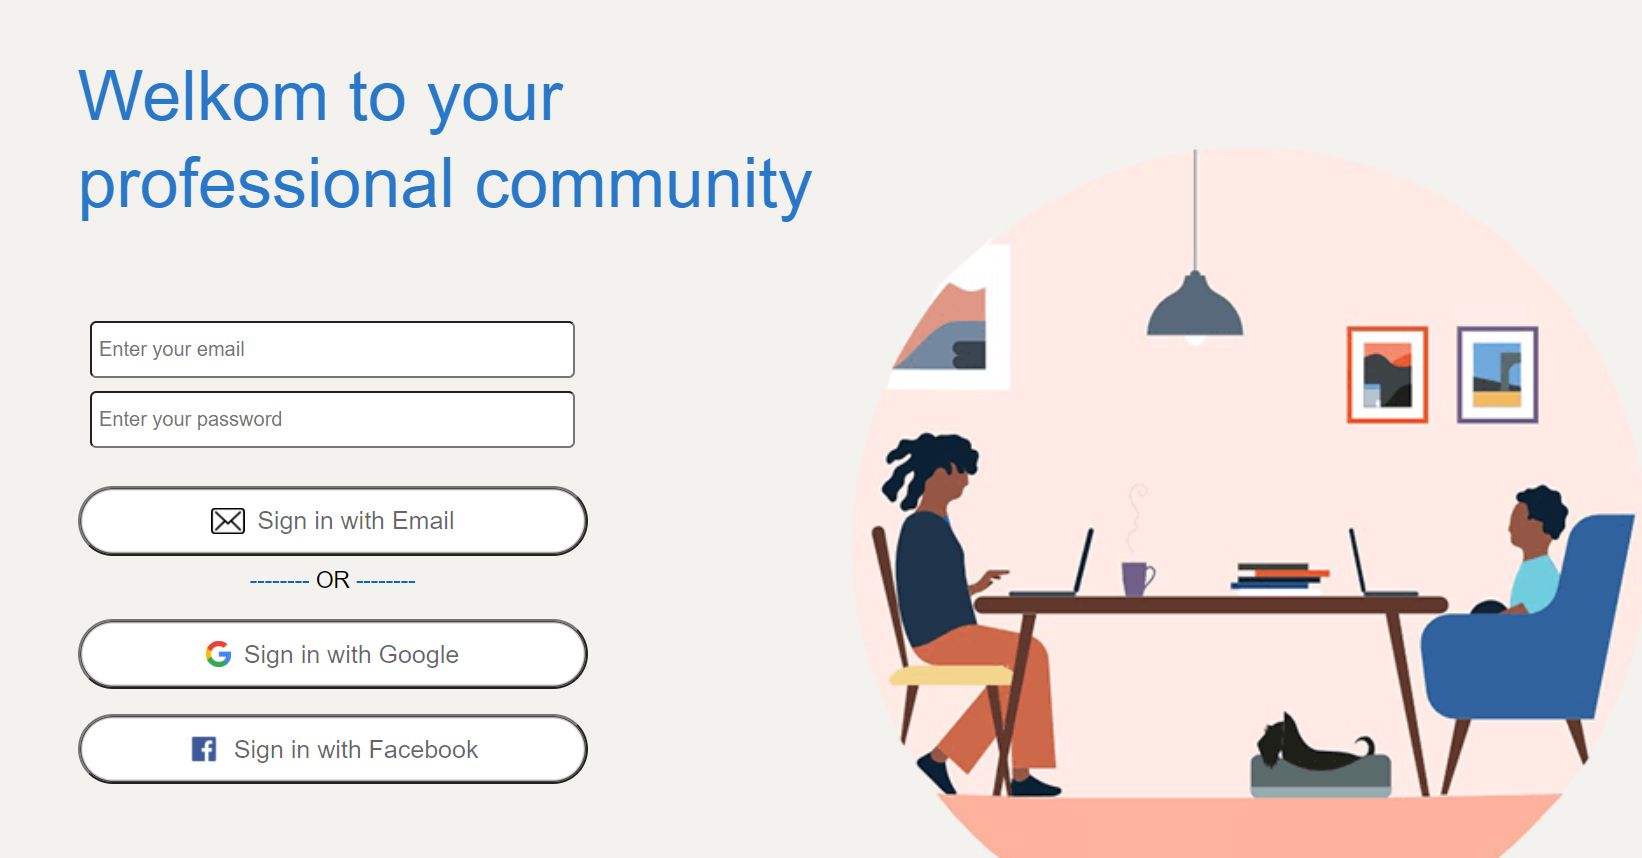 Welkom to your
professional community
Enter your email
Enter your password
Sign in with Email
-------- OR --------
Sign in with Google
Sign in with Facebook